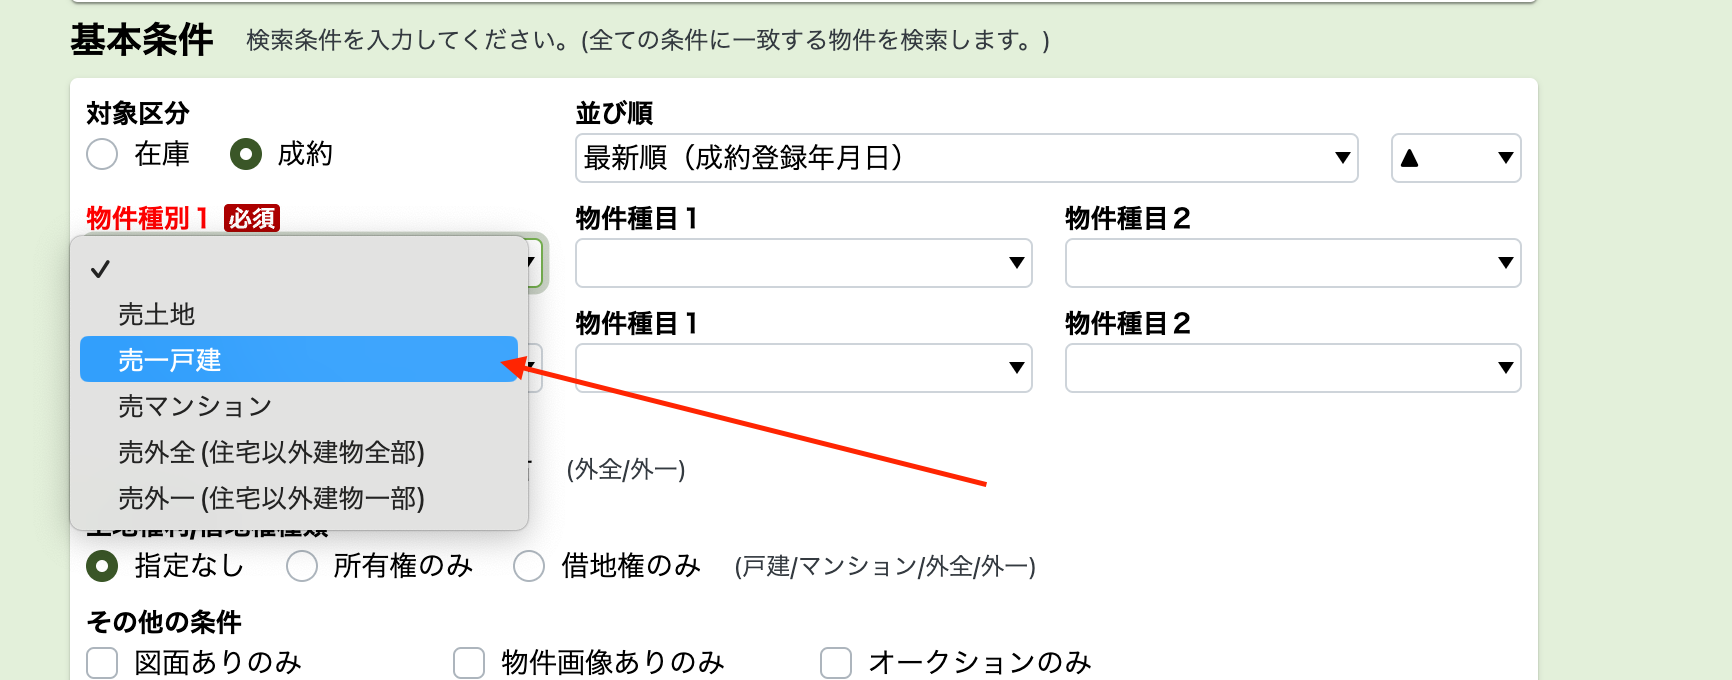 基本条件 検索条件を入力してください。(全ての条件に一致する物件を検索します。)
対象区分 並び順
在庫 成約 最新順（成約登録年月日） ▲
物件種別１ 必須 物件種目１ 物件種目２
売土地
物件種目１ 物件種目２
売一戸建
売マンション
売外全(住宅以外建物全部) (外全/外一)
売外一(住宅以外建物一部)
土地権利/借地権種類
指定なし 所有権のみ 借地権のみ (戸建/マンション/外全/外一)
その他の条件
図面ありのみ 物件画像ありのみ オークションのみ